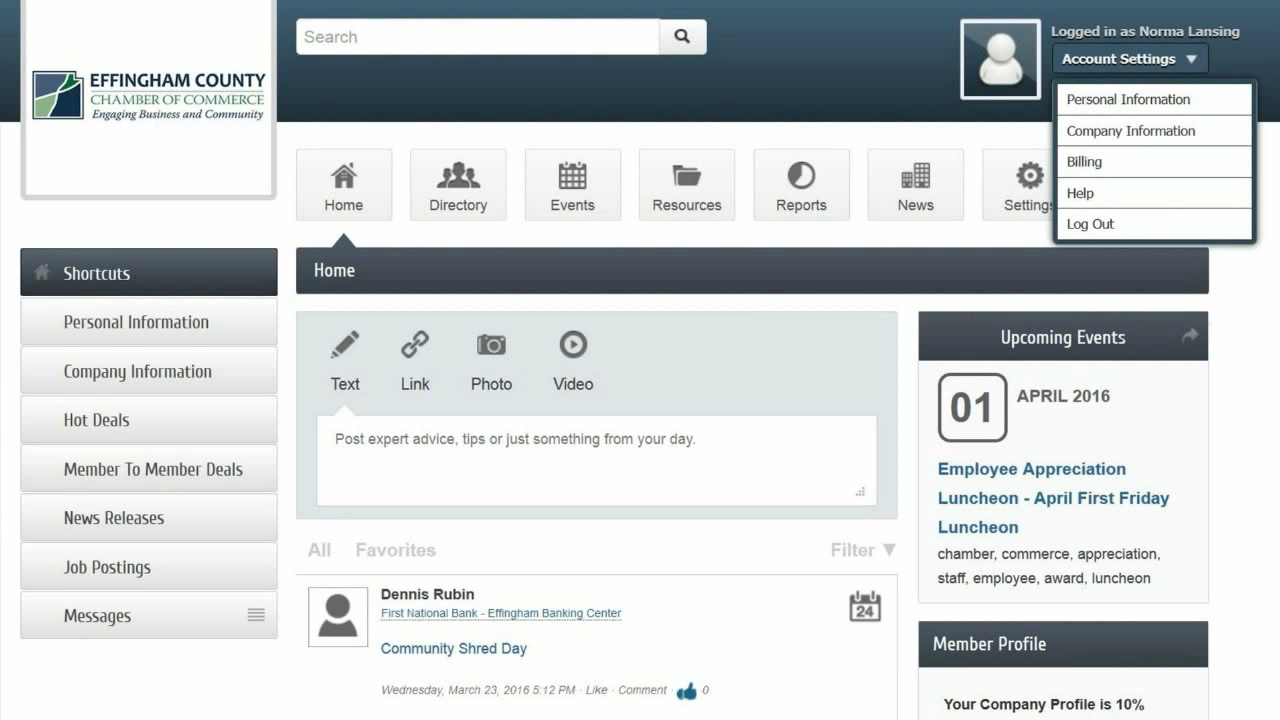 EFFINGHAM COUNTY
CHAMBER OF COMMERCE
Engaging Business and Community
Search
Logged in as Norma Lansing
Account Settings
Personal Information
Company Information
Billing
Help
Log Out
Home
Directory
Events
Resources
Reports
News
Settings
Shortcuts
Personal Information
Company Information
Hot Deals
Member To Member Deals
News Releases
Job Postings
Messages
Home
Text
Link
Photo
Video
Post expert advice, tips or just something from your day.
All
Favorites
Filter
Dennis Rubin
First National Bank - Effingham Banking Center
24
Community Shred Day
Wednesday, March 23, 2016 5:12 PM · Like · Comment · 0
Upcoming Events
01
APRIL 2016
Employee Appreciation
Luncheon - April First Friday
Luncheon
chamber, commerce, appreciation,
staff, employee, award, luncheon
Member Profile
Your Company Profile is 10%